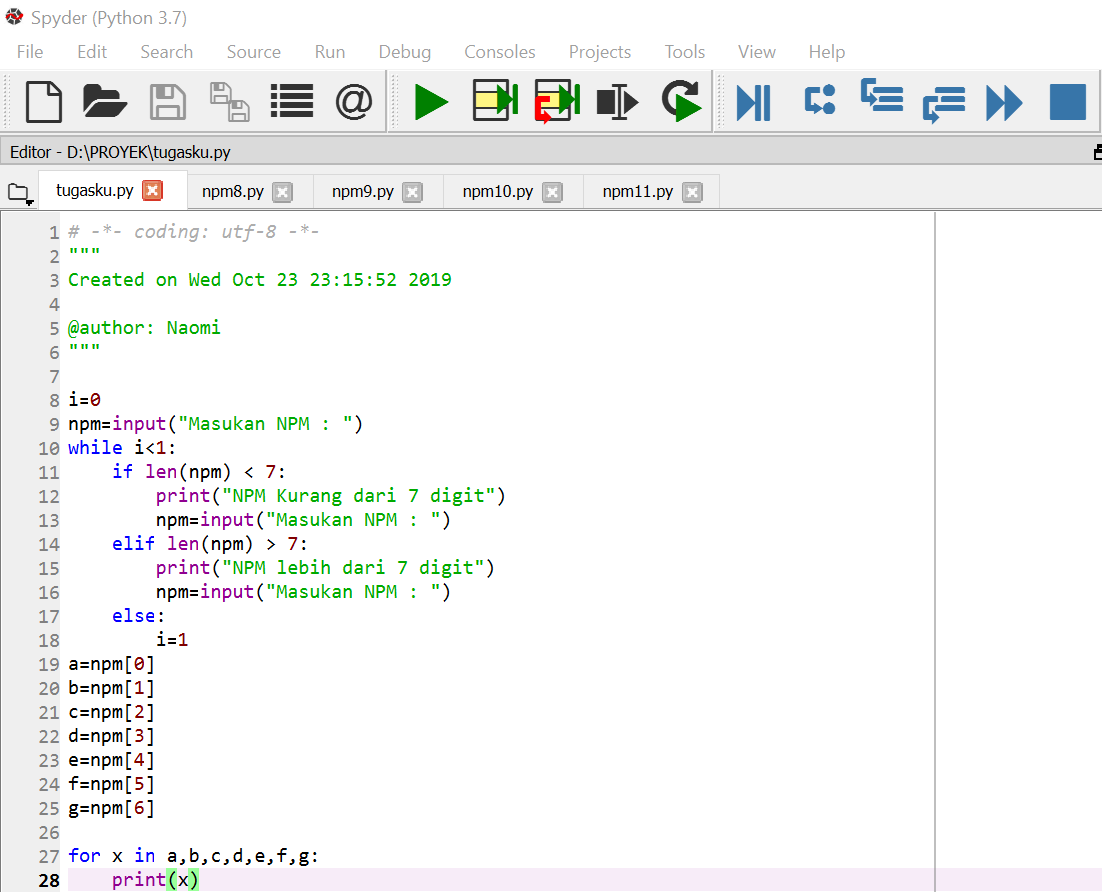 Spyder (Python 3.7)
File Edit Search Source Run Debug Consoles Projects Tools View Help
@
Editor - D:\PROYEK\tugasku.py
tugasku.py npm8.py npm9.py npm10.py npm11.py
1 # -*- coding: utf-8 -*-
2 """
3 Created on Wed Oct 23 23:15:52 2019
4
5 @author: Naomi
6 """
7
8 i=0
9 npm=input("Masukan NPM : ")
10 while i<1:
11     if len(npm) < 7:
12         print("NPM Kurang dari 7 digit")
13         npm=input("Masukan NPM : ")
14     elif len(npm) > 7:
15         print("NPM lebih dari 7 digit")
16         npm=input("Masukan NPM : ")
17     else:
18         i=1
19 a=npm[0]
20 b=npm[1]
21 c=npm[2]
22 d=npm[3]
23 e=npm[4]
24 f=npm[5]
25 g=npm[6]
26
27 for x in a,b,c,d,e,f,g:
28     print(x)